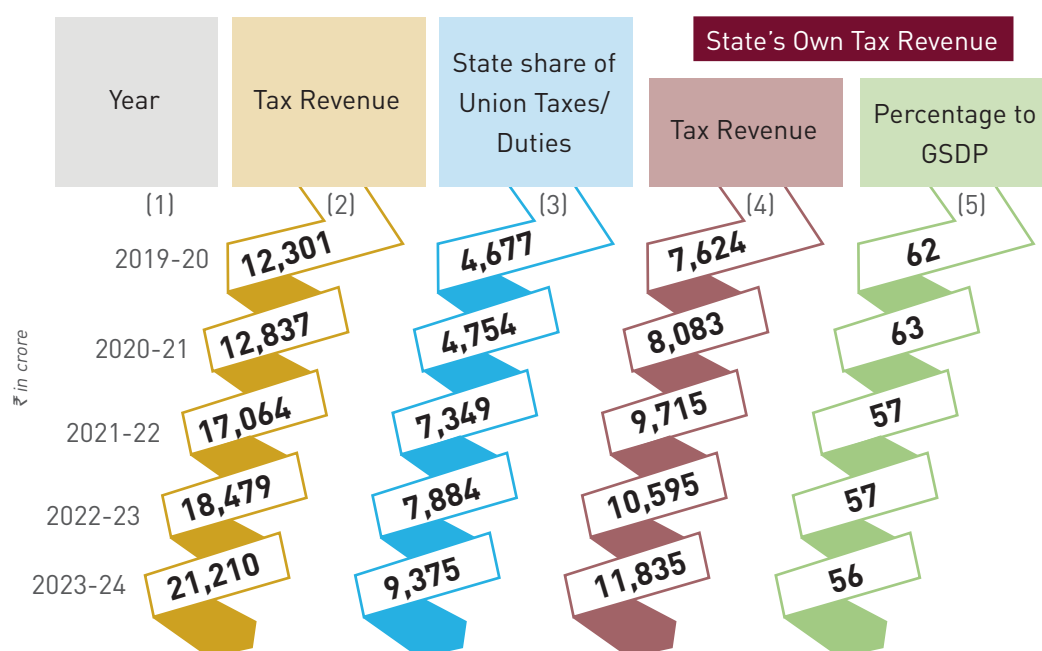 State's Own Tax Revenue
Year
Tax Revenue
State share of
Union Taxes/
Duties
Tax Revenue
Percentage to
GSDP
(1) (2) (3) (4) (5)
2019-20 12,301 4,677 7,624 62
2020-21 12,837 4,754 8,083 63
2021-22 17,064 7,349 9,715 57
2022-23 18,479 7,884 10,595 57
2023-24 21,210 9,375 11,835 56
₹ in crore